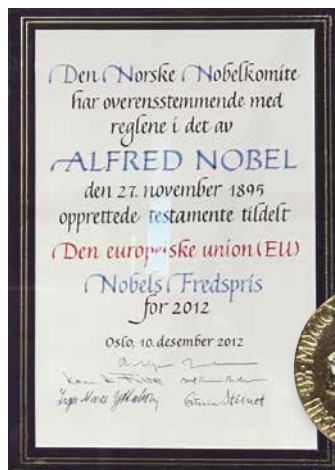 Den Norske Nobelkomite
har overensstemmende med
reglene i det av
ALFRED NOBEL
den 27. november 1895
opprettede testamente tildelt
Den europeiske union (EU)
Nobels Fredspris
for 2012
Oslo, 10. desember 2012